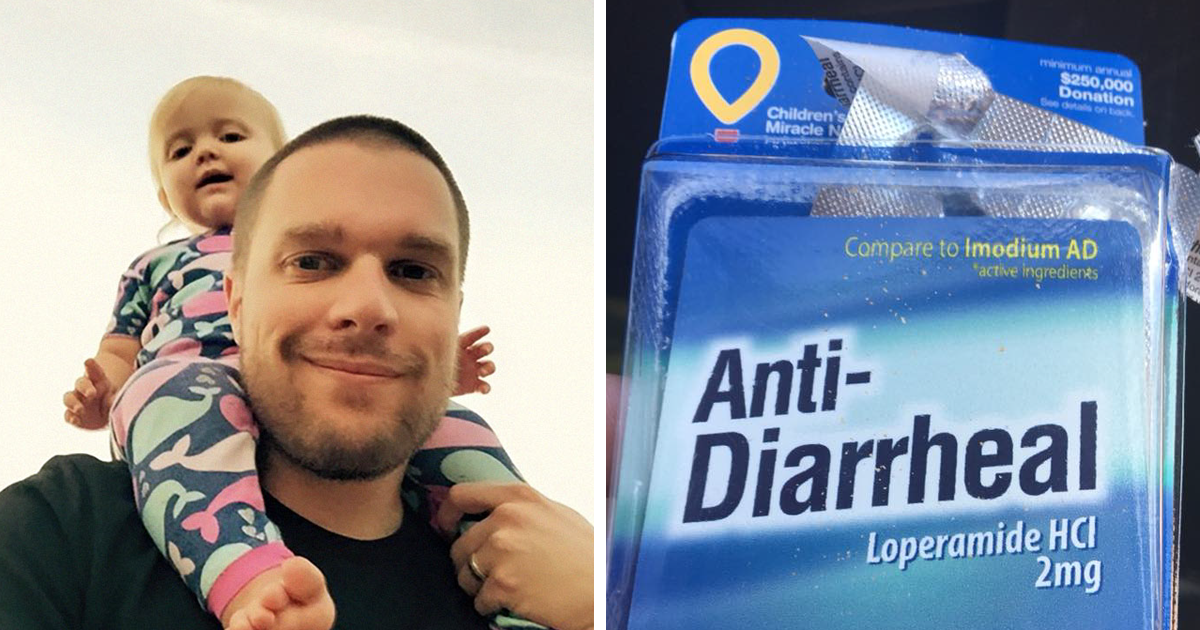 minimum annual
$250,000
Donation
See details on back.
Children's
Miracle N
Compare to Imodium AD
*active ingredients
Anti-
Diarrheal
Loperamide HCl
2mg